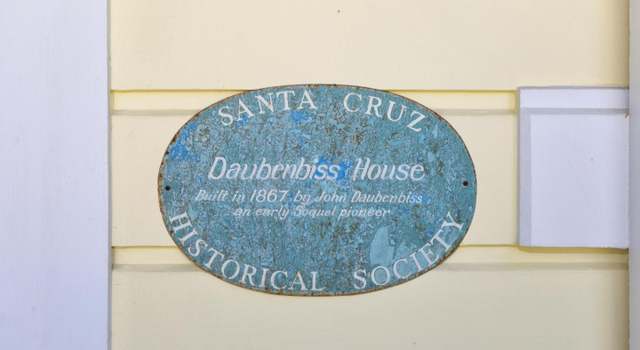 SANTA CRUZ
Daubenbiss House
Built in 1867 by John Daubenbiss
an early Soquel pioneer
HISTORICAL SOCIETY